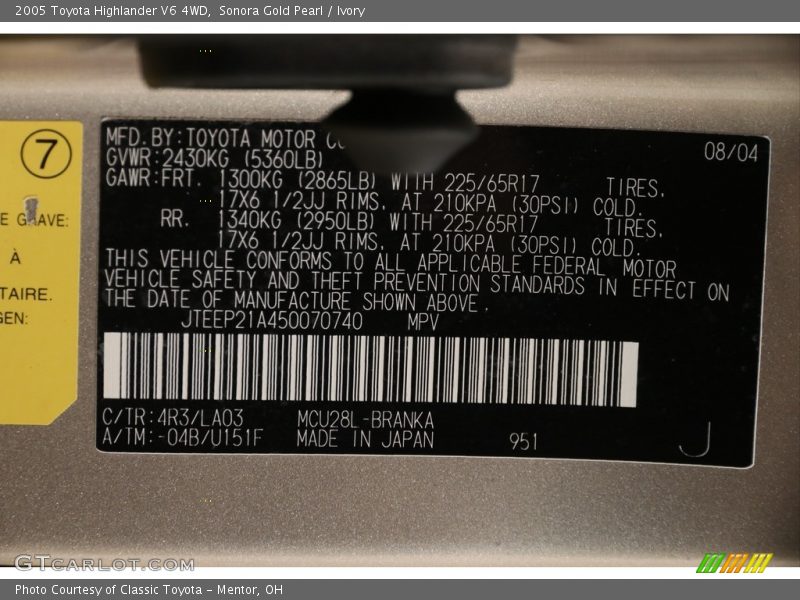 2005 Toyota Highlander V6 4WD, Sonora Gold Pearl / Ivory
7
E GRAVE:
À
TAIRE.
GEN:
MFD. BY: TOYOTA MOTOR
08/04
GVWR: 2430KG (5360LB)
GAWR: FRT. 1300KG (2865LB) WITH 225/65R17 TIRES,
17X6 1/2JJ RIMS, AT 210KPA (30PSI) COLD.
RR. 1340KG (2950LB) WITH 225/65R17 TIRES,
17X6 1/2JJ RIMS, AT 210KPA (30PSI) COLD.
THIS VEHICLE CONFORMS TO ALL APPLICABLE FEDERAL MOTOR
VEHICLE SAFETY AND THEFT PREVENTION STANDARDS IN EFFECT ON
THE DATE OF MANUFACTURE SHOWN ABOVE.
JTEEP21A450070740 MPV
C/TR: 4R3/LA03 MCU28L-BRANKA
A/TM: -04B/U151F MADE IN JAPAN 951 J
GTCARLOT.COM
Photo Courtesy of Classic Toyota - Mentor, OH